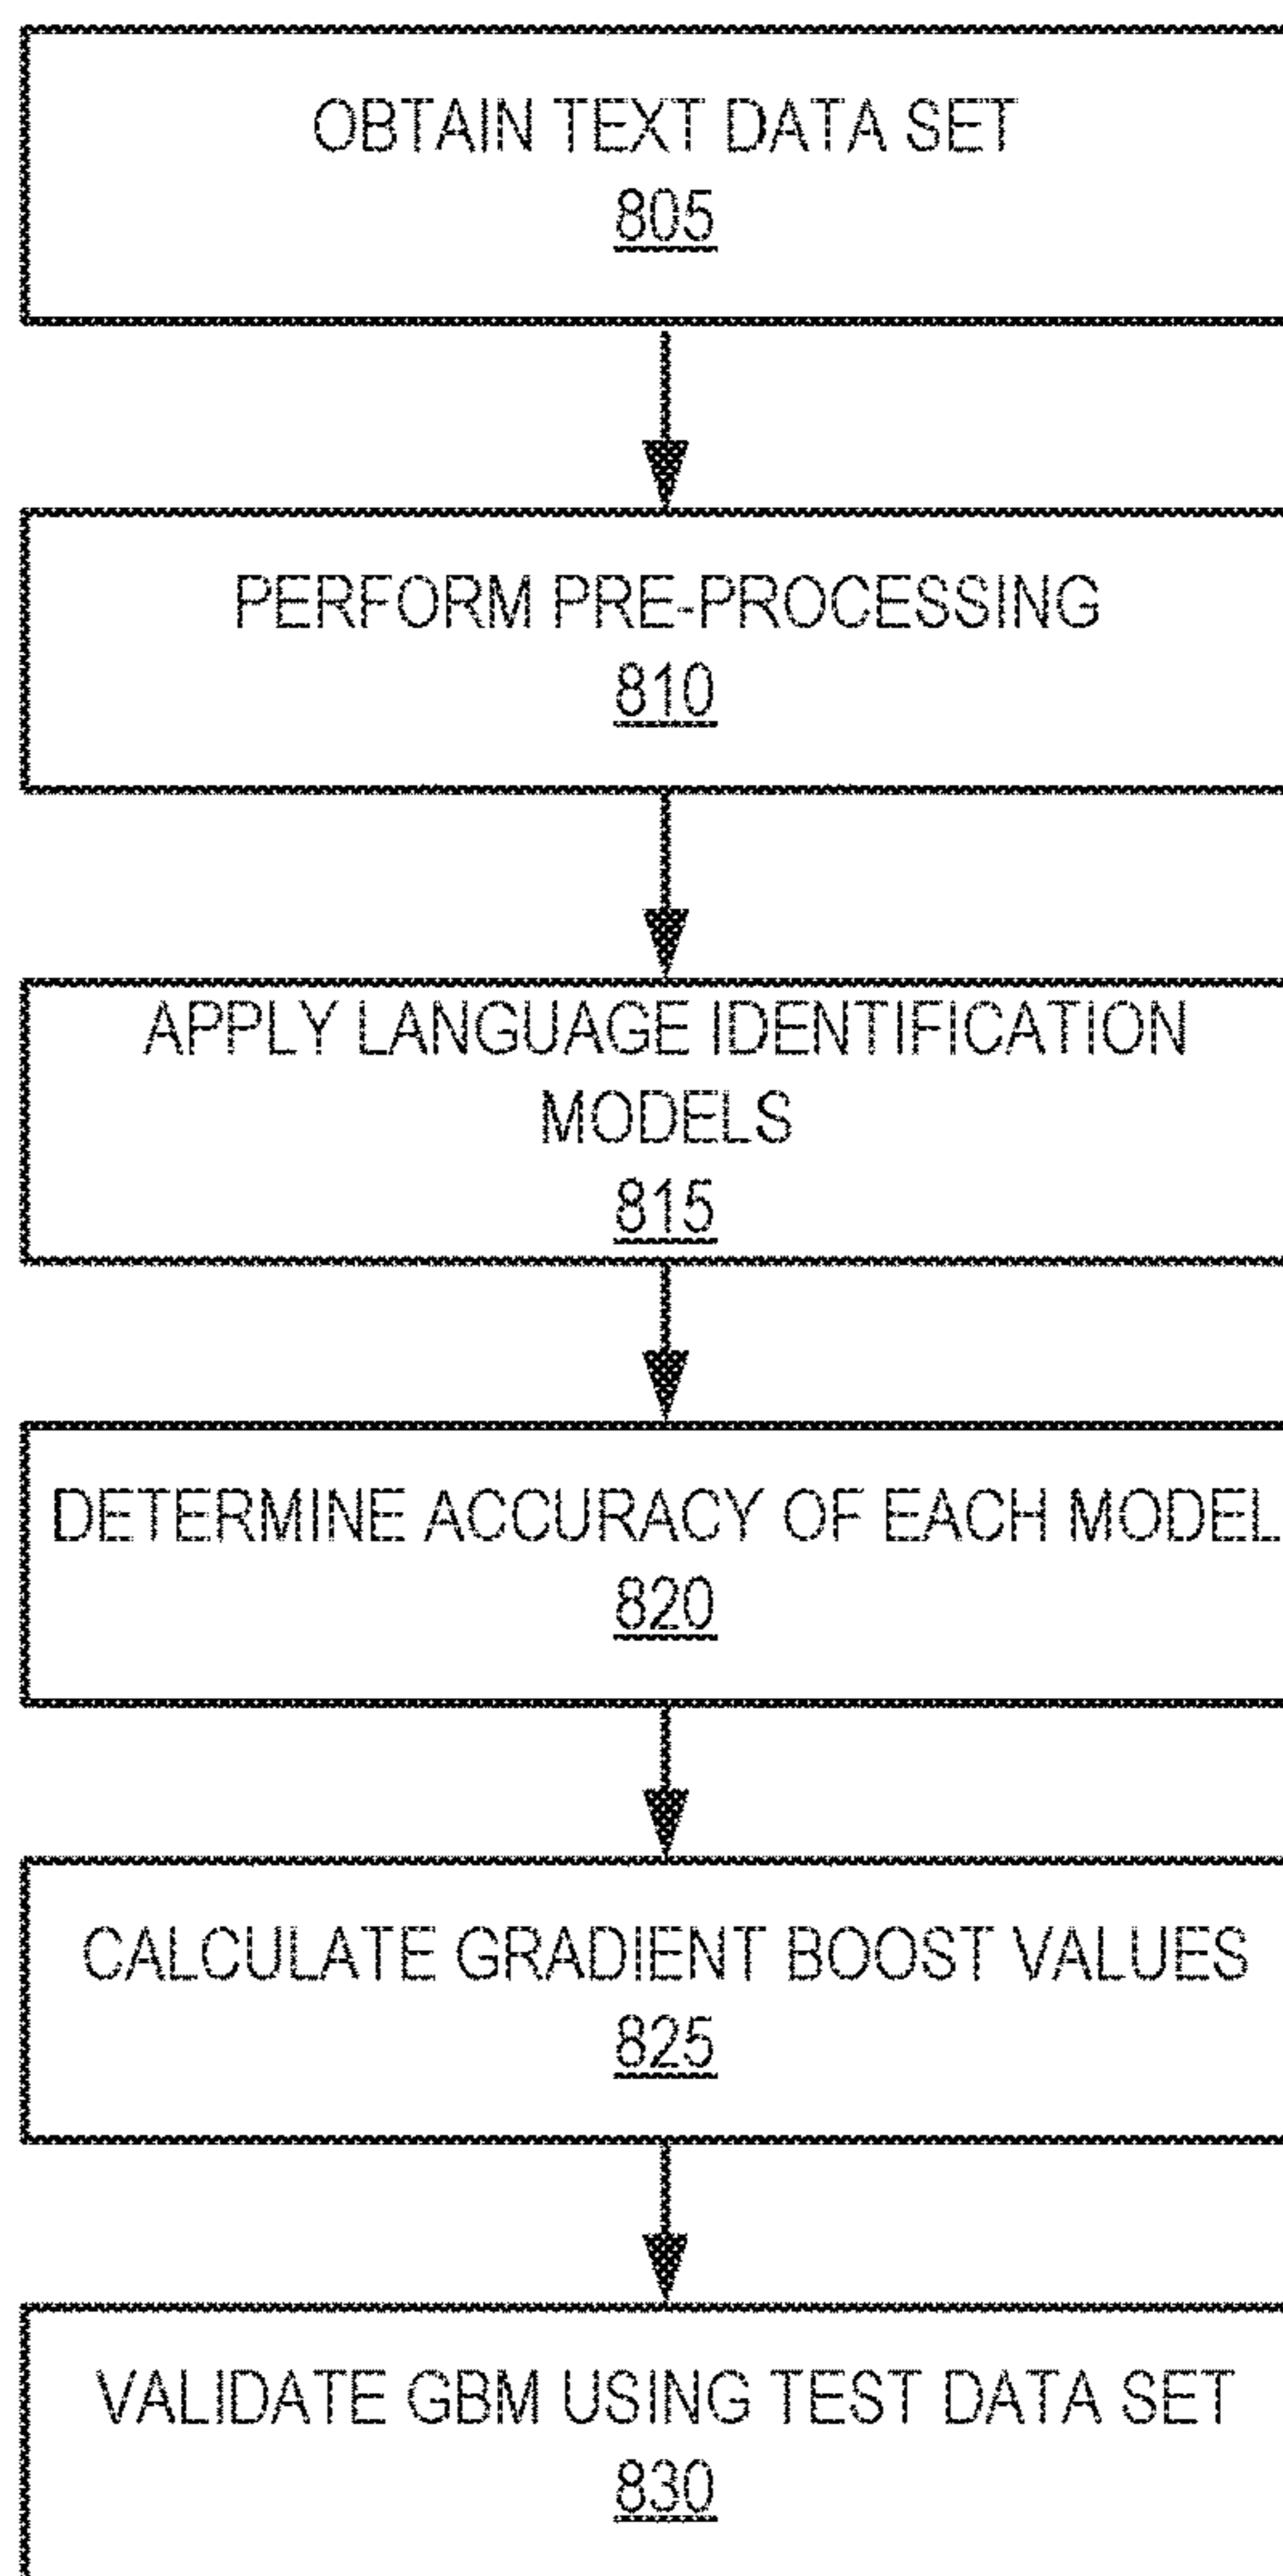 OBTAIN TEXT DATA SET
805
PERFORM PRE-PROCESSING
810
APPLY LANGUAGE IDENTIFICATION
MODELS
815
DETERMINE ACCURACY OF EACH MODEL
820
CALCULATE GRADIENT BOOST VALUES
825
VALIDATE GBM USING TEST DATA SET
830